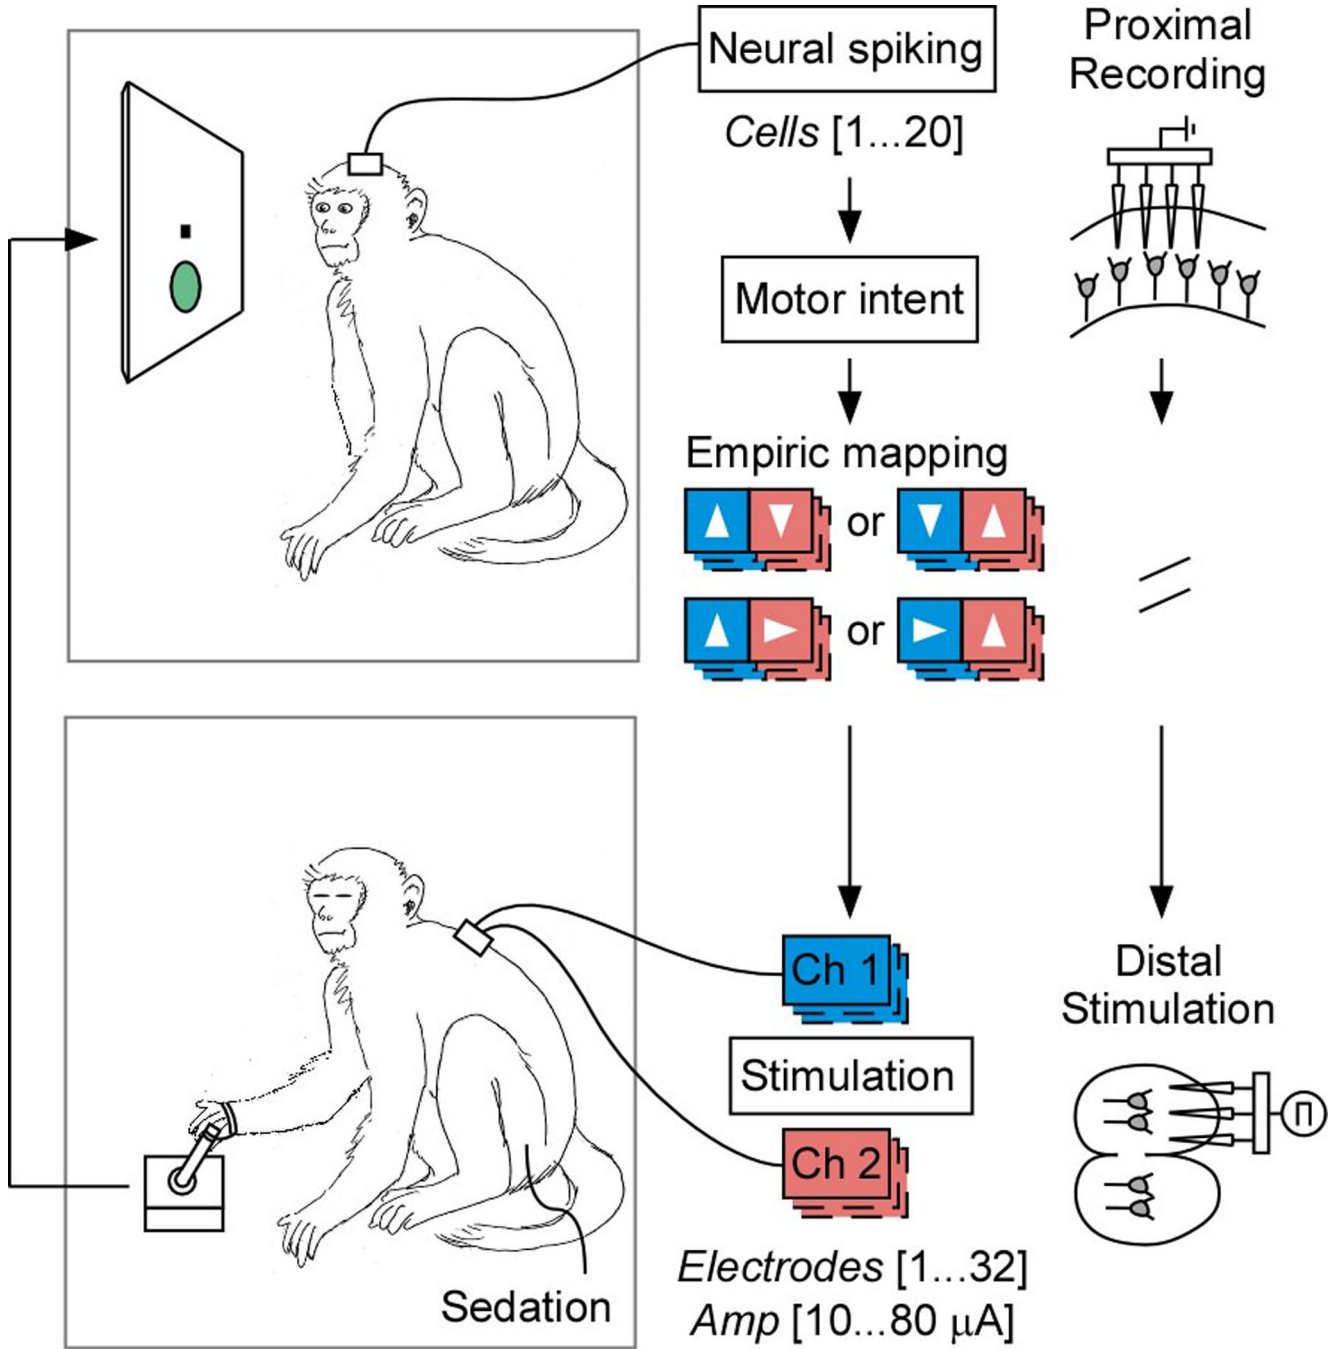 Neural spiking
Cells [1...20]
Motor intent
Empiric mapping
or
or
Ch 1
Stimulation
Ch 2
Electrodes [1...32]
Amp [10...80 μA]
Sedation
Proximal
Recording
Distal
Stimulation